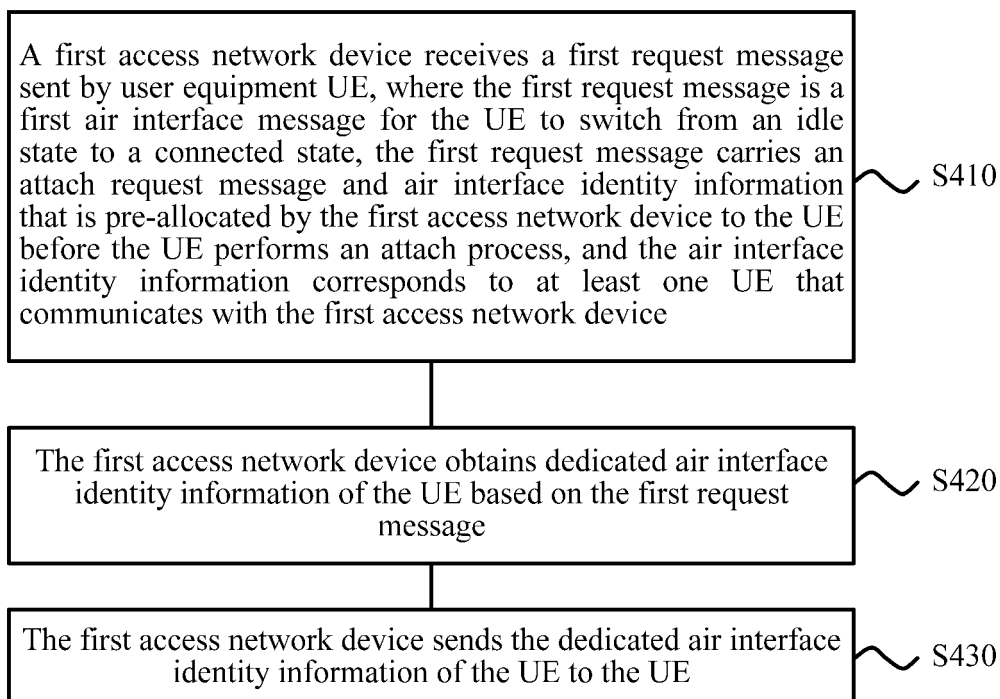 A first access network device receives a first request message
sent by user equipment UE, where the first request message is a
first air interface message for the UE to switch from an idle
state to a connected state, the first request message carries an
attach request message and air interface identity information
that is pre-allocated by the first access network device to the UE
before the UE performs an attach process, and the air interface
identity information corresponds to at least one UE that
communicates with the first access network device
S410
The first access network device obtains dedicated air interface
identity information of the UE based on the first request
message
S420
The first access network device sends the dedicated air interface
identity information of the UE to the UE
S430